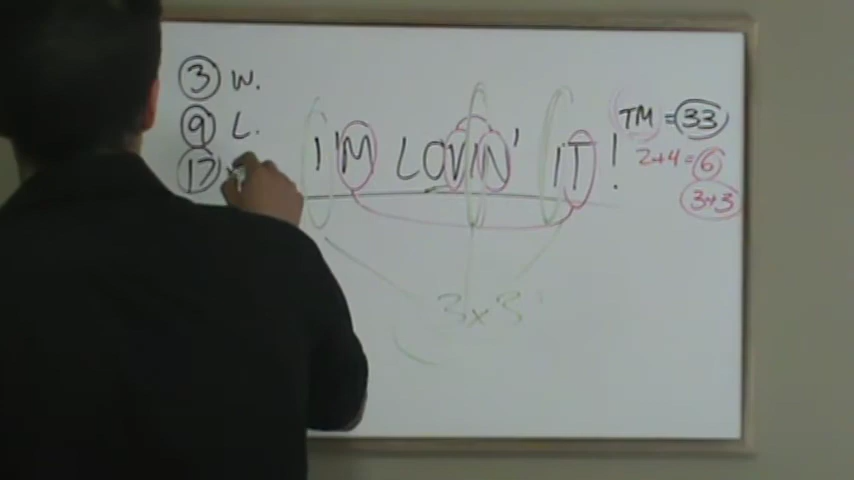 3 W.
9 L.
17
I'M LOVIN' IT!
TM = 33
2+4=6
3+3
3x3